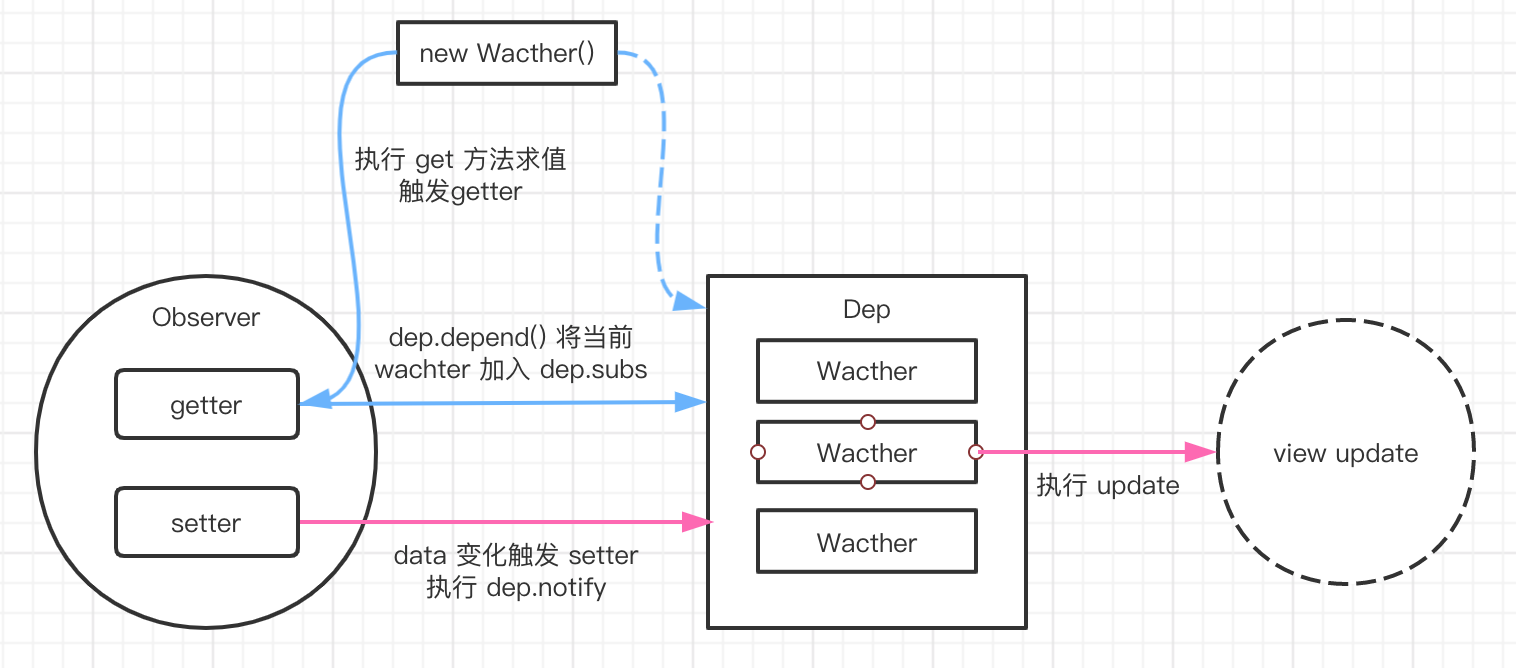 new Wacther()
执行 get 方法求值
触发getter
Observer
getter
setter
dep.depend() 将当前
wachter 加入 dep.subs
data 变化触发 setter
执行 dep.notify
Dep
Wacther
Wacther
Wacther
执行 update
view update